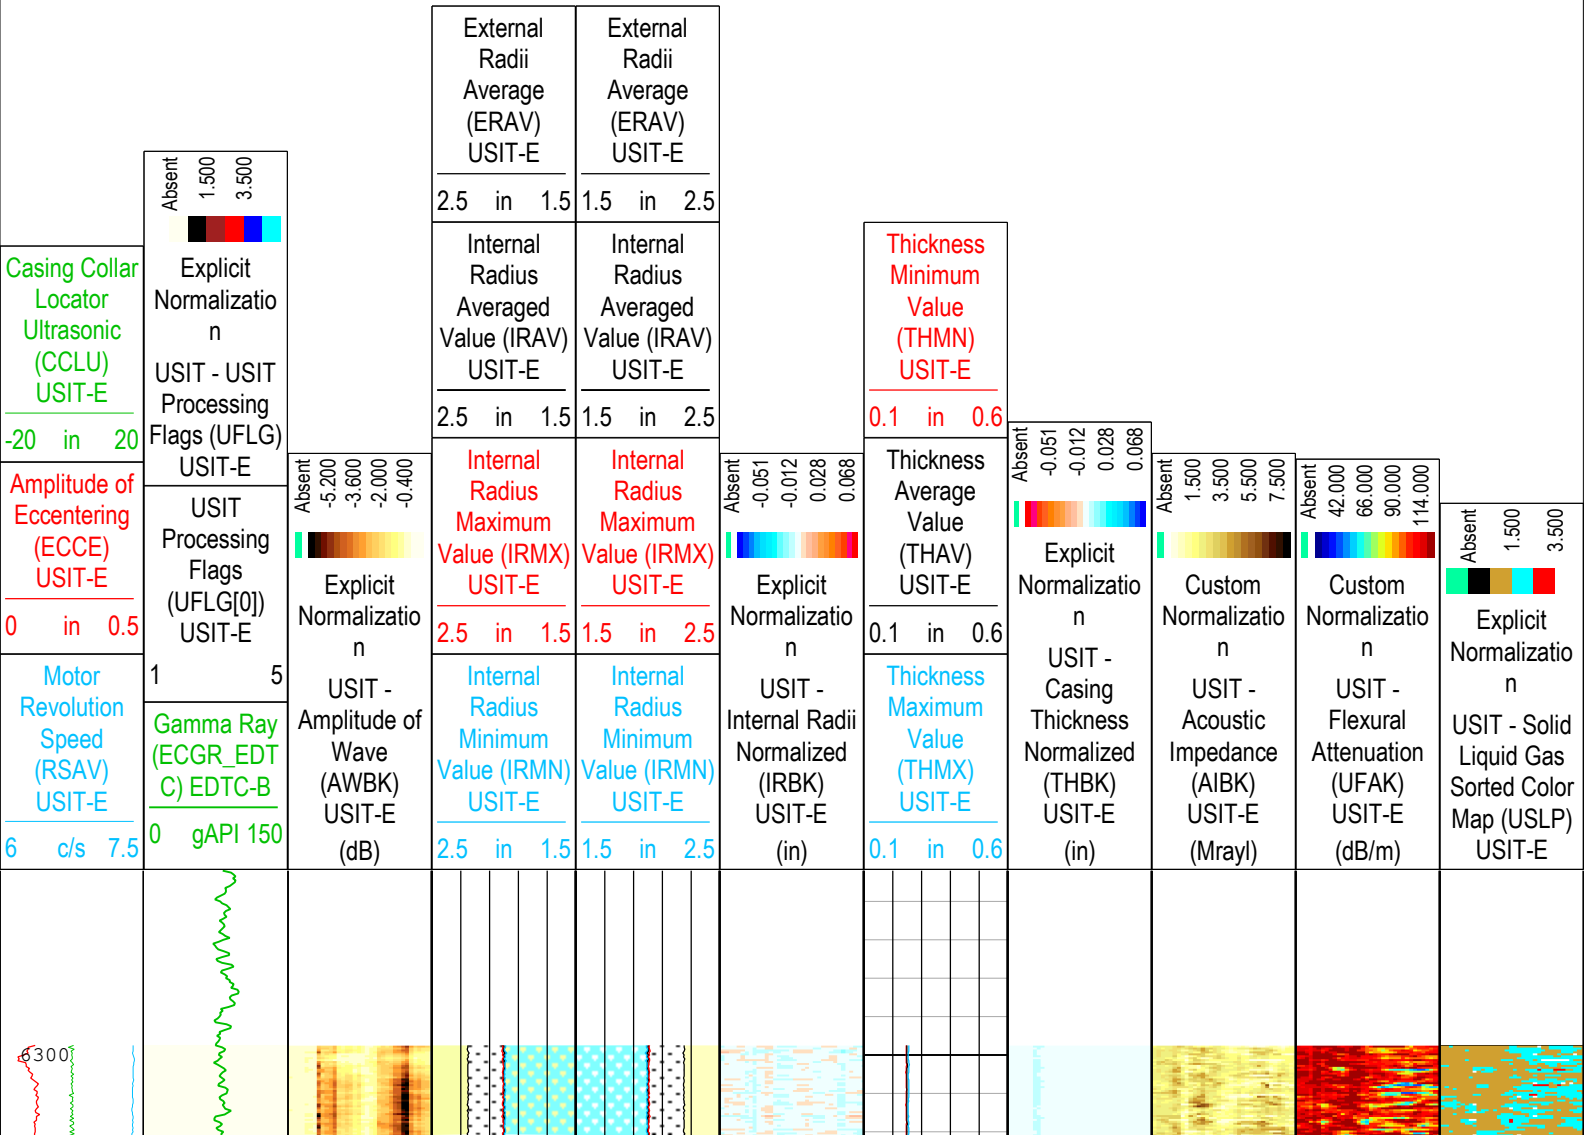 Casing Collar
Locator
Ultrasonic
(CCLU)
USIT-E
-20 in 20
Amplitude of
Eccentering
(ECCE)
USIT-E
0 in 0.5
Motor
Revolution
Speed
(RSAV)
USIT-E
6 c/s 7.5
Absent
1.500
3.500
Explicit
Normalizatio
n
USIT - USIT
Processing
Flags (UFLG)
USIT-E
USIT
Processing
Flags
(UFLG[0])
USIT-E
1 5
Gamma Ray
(ECGR_EDT
C) EDTC-B
0 gAPI 150
Absent
-5.200
-3.600
-2.000
-0.400
Explicit
Normalizatio
n
USIT -
Amplitude of
Wave
(AWBK)
USIT-E
(dB)
External
Radii
Average
(ERAV)
USIT-E
2.5 in 1.5
Internal
Radius
Averaged
Value (IRAV)
USIT-E
2.5 in 1.5
Internal
Radius
Maximum
Value (IRMX)
USIT-E
2.5 in 1.5
Internal
Radius
Minimum
Value (IRMN)
USIT-E
2.5 in 1.5
External
Radii
Average
(ERAV)
USIT-E
1.5 in 2.5
Internal
Radius
Averaged
Value (IRAV)
USIT-E
1.5 in 2.5
Internal
Radius
Maximum
Value (IRMX)
USIT-E
1.5 in 2.5
Internal
Radius
Minimum
Value (IRMN)
USIT-E
1.5 in 2.5
Absent
-0.051
-0.012
0.028
0.068
Explicit
Normalizatio
n
USIT -
Internal Radii
Normalized
(IRBK)
USIT-E
(in)
Thickness
Minimum
Value
(THMN)
USIT-E
0.1 in 0.6
Thickness
Average
Value
(THAV)
USIT-E
0.1 in 0.6
Thickness
Maximum
Value
(THMX)
USIT-E
0.1 in 0.6
Absent
-0.051
-0.012
0.028
0.068
Explicit
Normalizatio
n
USIT -
Casing
Thickness
Normalized
(THBK)
USIT-E
(in)
Absent
1.500
3.500
5.500
7.500
Custom
Normalizatio
n
USIT -
Acoustic
Impedance
(AIBK)
USIT-E
(Mrayl)
Absent
42.000
66.000
90.000
114.000
Custom
Normalizatio
n
USIT -
Flexural
Attenuation
(UFAK)
USIT-E
(dB/m)
Absent
1.500
3.500
Explicit
Normalizatio
n
USIT - Solid
Liquid Gas
Sorted Color
Map (USLP)
USIT-E
6300